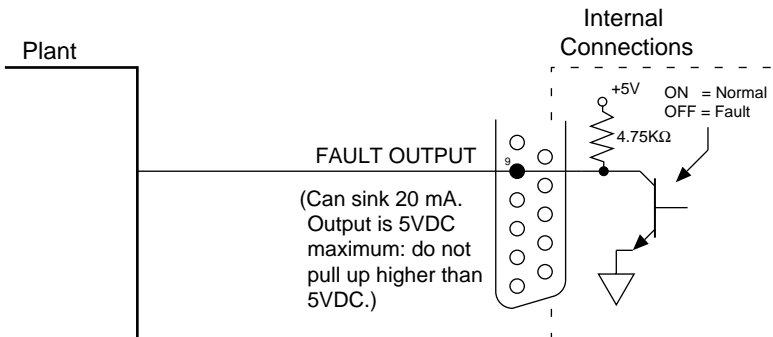 Internal
Connections
Plant
+5V
ON = Normal
OFF = Fault
4.75KΩ
FAULT OUTPUT
9
(Can sink 20 mA.
Output is 5VDC
maximum: do not
pull up higher than
5VDC.)